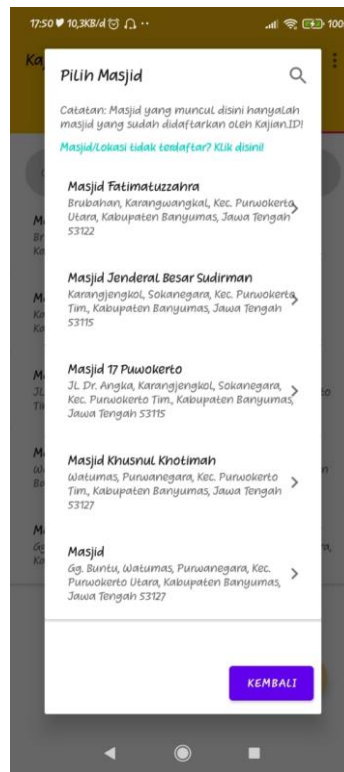 17:50 10,3KB/d 100
Pilih Masjid
Catatan: Masjid yang muncul disini hanyalah
masjid yang sudah didaftarkan oleh Kajian.ID!
Masjid/Lokasi tidak terdaftar? Klik disini!
Masjid Fatimatuzzahra
Brubahan, Karangwangkal, Kec. Purwokerto
Utara, Kabupaten Banyumas, Jawa Tengah
53122
Masjid Jenderal Besar Sudirman
Karangjengkol, Sokanegara, Kec. Purwokerto
Tim., Kabupaten Banyumas, Jawa Tengah
53115
Masjid 17 Puwokerto
JL. Dr. Angka, Karangjengkol, Sokanegara,
Kec. Purwokerto Tim., Kabupaten Banyumas,
Jawa Tengah 53115
Masjid Khusnul Khotimah
Watumas, Purwanegara, Kec. Purwokerto
Tim., Kabupaten Banyumas, Jawa Tengah
53127
Masjid
Gg. Buntu, Watumas, Purwanegara, Kec.
Purwokerto Utara, Kabupaten Banyumas,
Jawa Tengah 53127
KEMBALI